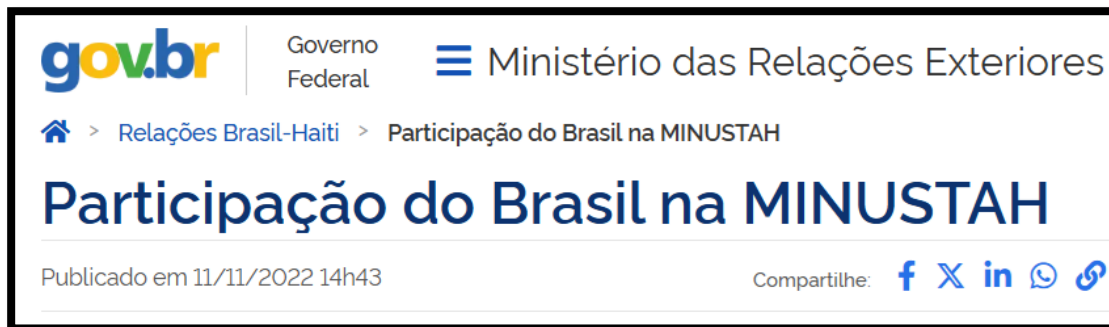 gov.br
Governo
Federal
Ministério das Relações Exteriores
> Relações Brasil-Haiti > Participação do Brasil na MINUSTAH
Participação do Brasil na MINUSTAH
Publicado em 11/11/2022 14h43
Compartilhe: